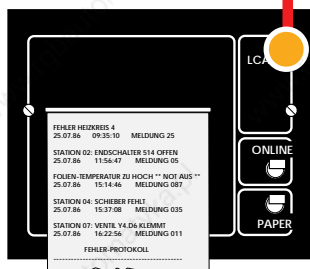 LCA
FEHLER HEIZKREIS 4
25.07.86 09:35:10 MELDUNG 25
STATION 02: ENDSCHALTER 514 OFFEN
25.07.86 11:56:47 MELDUNG 05
FOLIEN-TEMPERATUR ZU HOCH ** NOT AUS **
25.07.86 15:14:46 MELDUNG 087
STATION 04: SCHIEBER FEHLT
25.07.86 15:37:08 MELDUNG 035
STATION 07: VENTIL Y4.D6 KLEMMT
25.07.86 16:22:56 MELDUNG 011
FEHLER-PROTOKOLL
----------------------------------------
ONLINE
PAPER